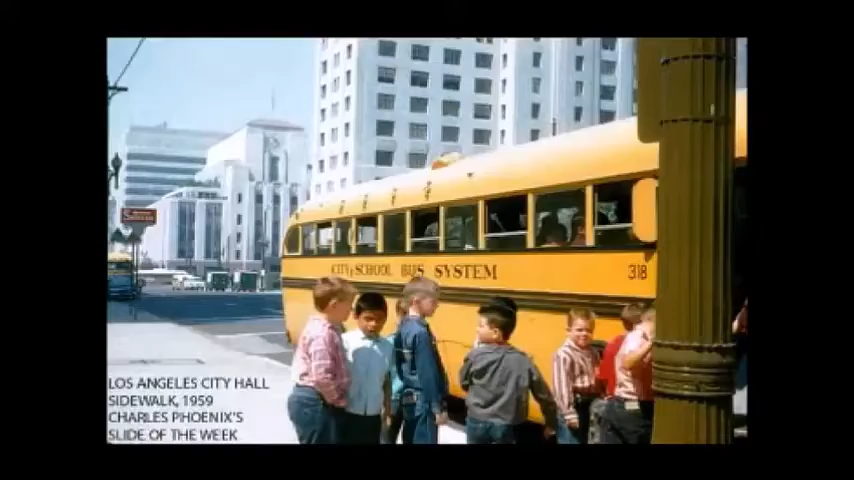 CITY SCHOOL BUS SYSTEM
318
LOS ANGELES CITY HALL
SIDEWALK, 1959
CHARLES PHOENIX'S
SLIDE OF THE WEEK